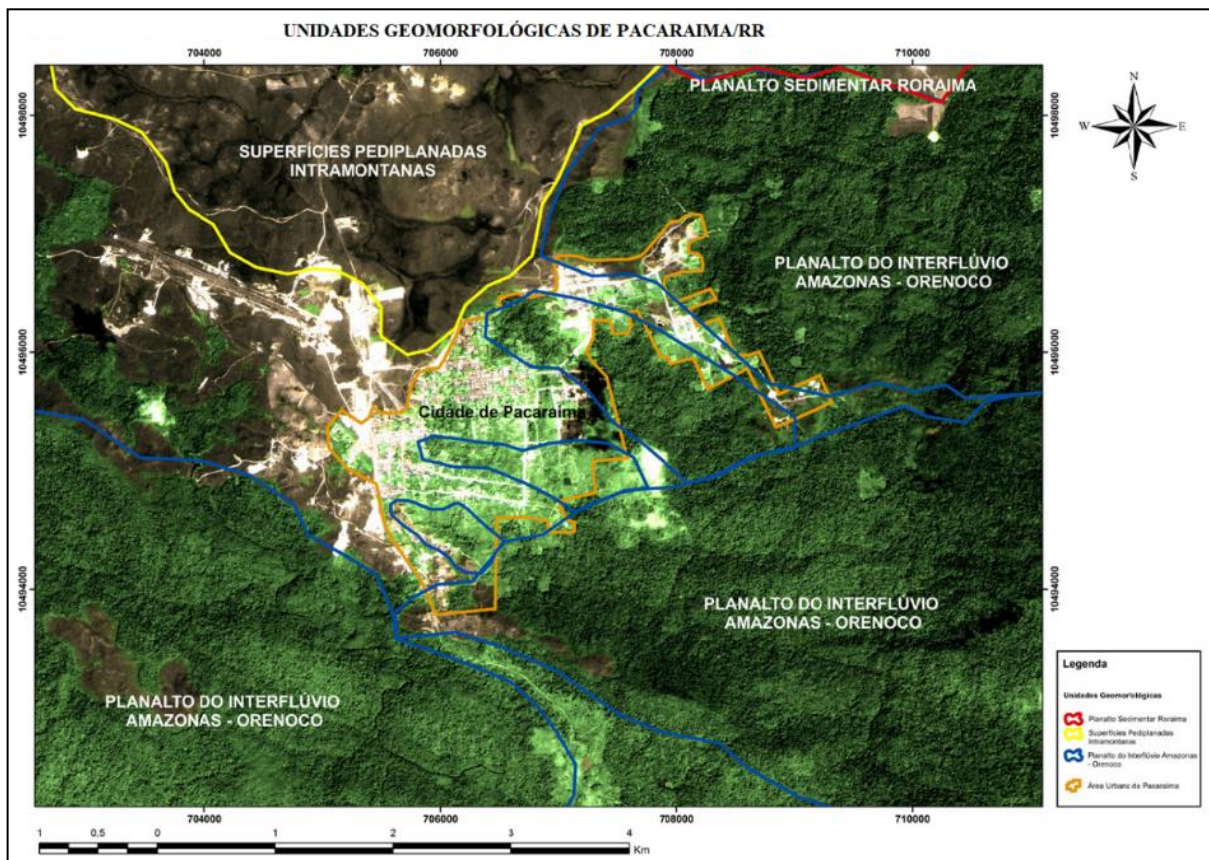 UNIDADES GEOMORFOLÓGICAS DE PACARAIMA/RR
704000
706000
708000
710000
PLANALTO SEDIMENTAR RORAIMA
N
W
E
S
10498000
10498000
SUPERFÍCIES PEDIPLANADAS
INTRAMONTANAS
PLANALTO DO INTERFLÚVIO
AMAZONAS - ORENOCO
10496000
10496000
Cidade de Pacaraima
10494000
10494000
PLANALTO DO INTERFLÚVIO
AMAZONAS - ORENOCO
PLANALTO DO INTERFLÚVIO
AMAZONAS - ORENOCO
Legenda
Unidades Geomorfológicas
Planalto Sedimentar Roraima
Superfícies Pediplanadas
Intramontanas
Planalto do Interflúvio Amazonas
- Orenoco
Área Urbana de Pacaraima
704000
706000
708000
710000
1
0,5
0
1
2
3
4
Km